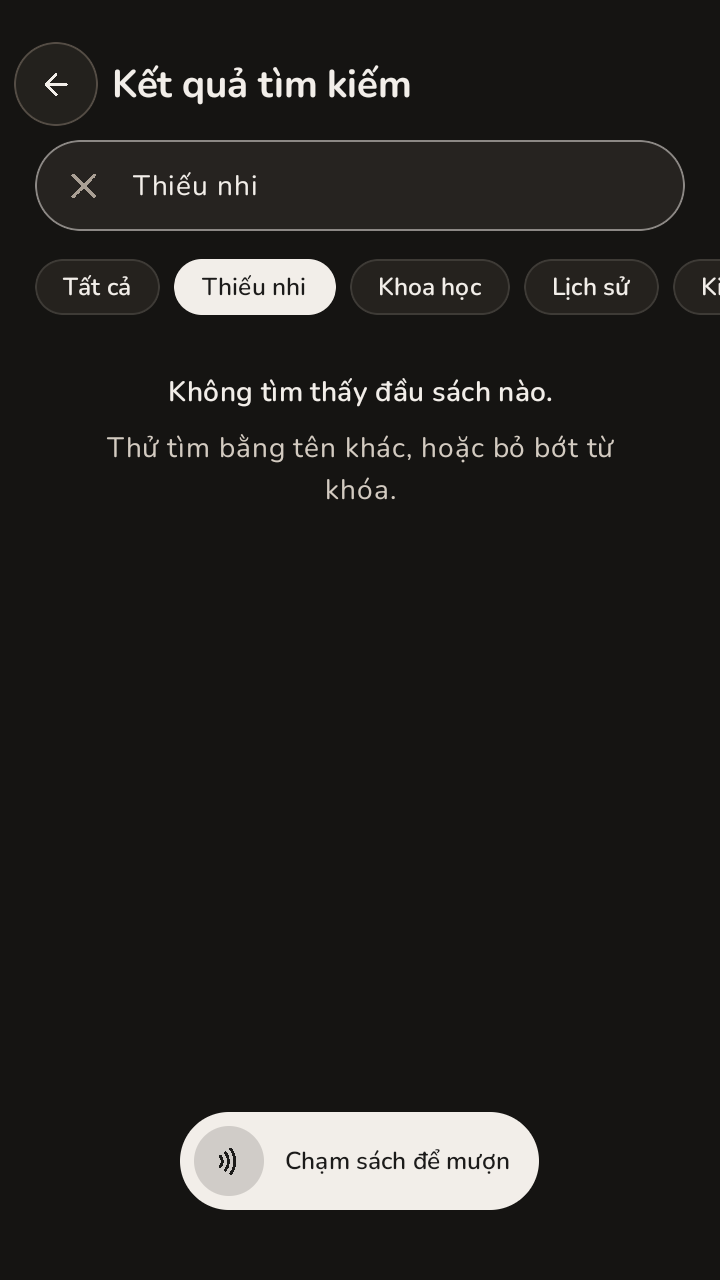 Kết quả tìm kiếm
Thiếu nhi
Tất cả
Thiếu nhi
Khoa học
Lịch sử
Ki
Không tìm thấy đầu sách nào.
Thử tìm bằng tên khác, hoặc bỏ bớt từ
khóa.
Chạm sách để mượn